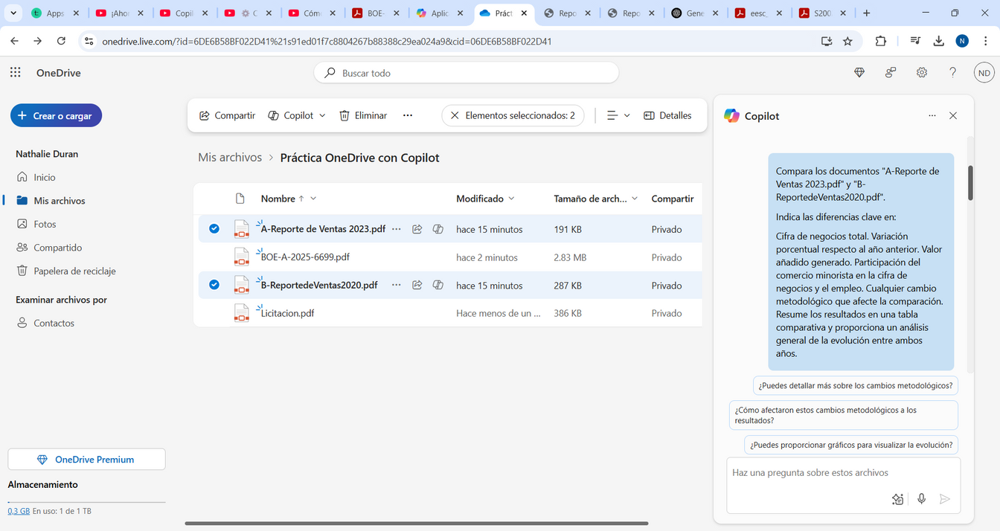 Apps
¡Ahor
Copil
C
Cómo
BOE-
Aplic
Práct
Repo
Repo
Gene
eesc_
S200
onedrive.live.com/?id=6DE6B58BF022D41%21s91ed01f7c8804267b88388c29ea024a9&cid=06DE6B58BF022D41
N
OneDrive
Buscar todo
ND
Crear o cargar
Compartir
Copilot
Eliminar
Elementos seleccionados: 2
Detalles
Copilot
Nathalie Duran
Inicio
Mis archivos
Fotos
Compartido
Papelera de reciclaje
Examinar archivos por
Contactos
OneDrive Premium
Almacenamiento
0,3 GB En uso: 1 de 1 TB
Mis archivos > Práctica OneDrive con Copilot
Nombre Modificado Tamaño de arch... Compartir
A-Reporte de Ventas 2023.pdf hace 15 minutos 191 KB Privado
BOE-A-2025-6699.pdf hace 2 minutos 2.83 MB Privado
B-ReportedeVentas2020.pdf hace 15 minutos 287 KB Privado
Licitacion.pdf Hace menos de un ... 386 KB Privado
Compara los documentos "A-Reporte de
Ventas 2023.pdf" y "B-
ReportedeVentas2020.pdf".
Indica las diferencias clave en:
Cifra de negocios total. Variación
porcentual respecto al año anterior. Valor
añadido generado. Participación del
comercio minorista en la cifra de
negocios y el empleo. Cualquier cambio
metodológico que afecte la comparación.
Resume los resultados en una tabla
comparativa y proporciona un análisis
general de la evolución entre ambos
años.
¿Puedes detallar más sobre los cambios metodológicos?
¿Cómo afectaron estos cambios metodológicos a los
resultados?
¿Puedes proporcionar gráficos para visualizar la evolución?
Haz una pregunta sobre estos archivos